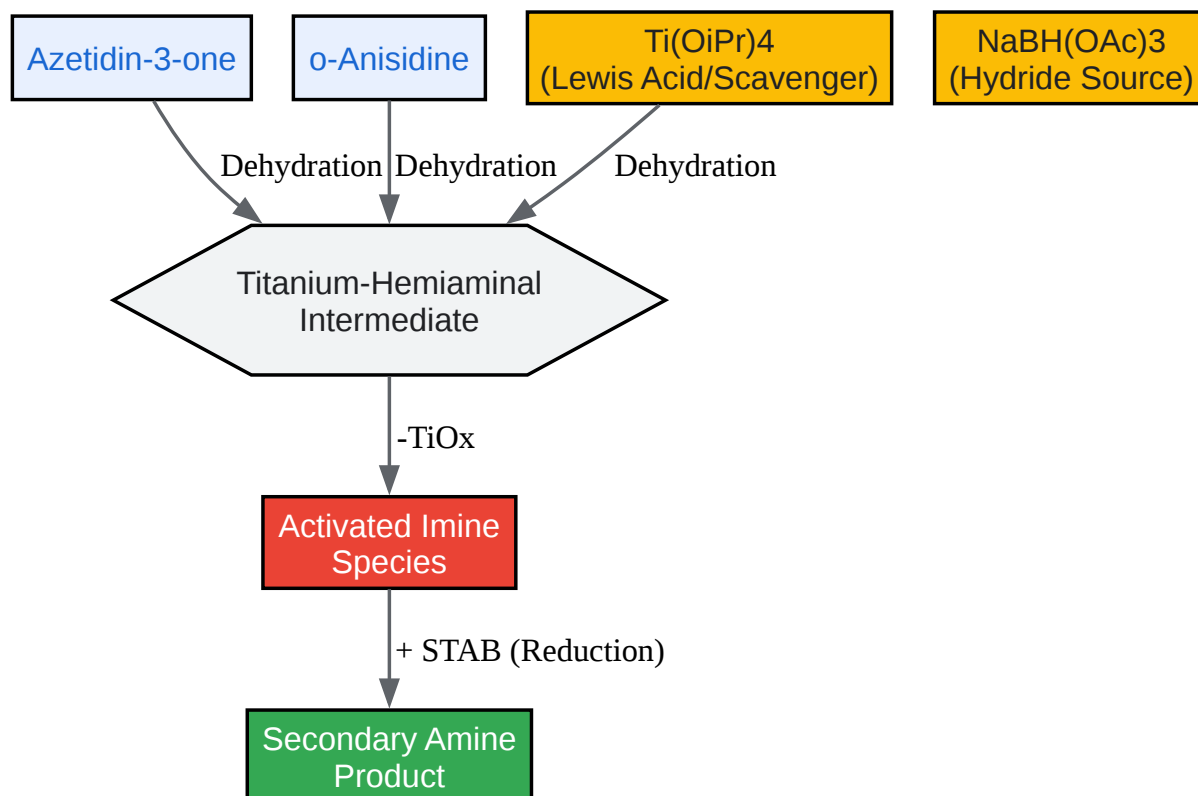 Azetidin-3-one
o-Anisidine
Ti(OiPr)4
(Lewis Acid/Scavenger)
NaBH(OAc)3
(Hydride Source)
Dehydration
Dehydration
Dehydration
Titanium-Hemiaminal
Intermediate
-TiOx
Activated Imine
Species
+ STAB (Reduction)
Secondary Amine
Product